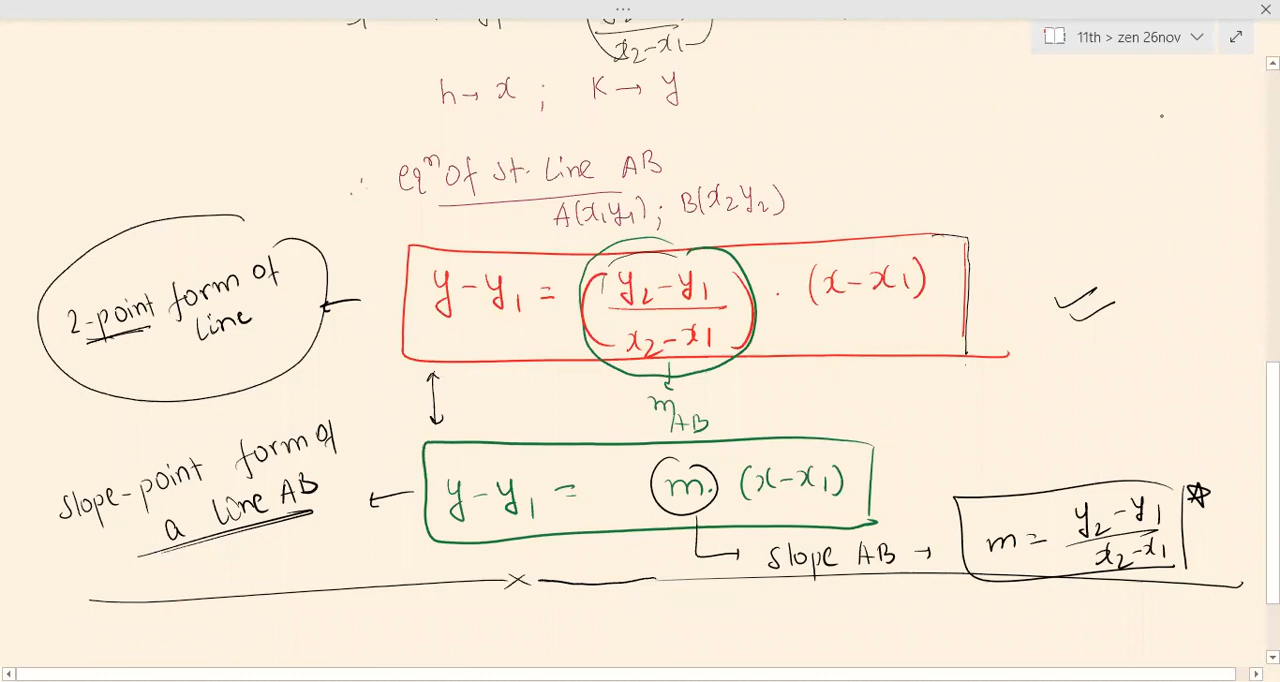 11th > zen 26nov
x₂-x₁
h→ x ; K→ y
∴ eqⁿ Of st. Line AB
A(x₁y₁); B(x₂y₂)
2-point form of
line
y-y₁ = (y₂-y₁ / x₂-x₁) . (x-x₁)
m_AB
slope-point form of
a line AB
y-y₁ = m. (x-x₁)
slope AB → m = y₂-y₁ / x₂-x₁